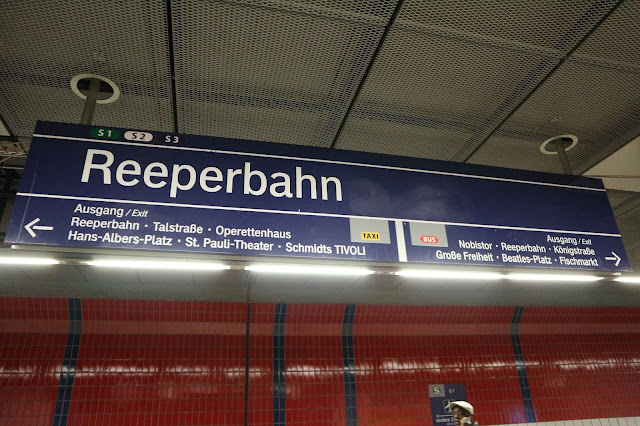 S1 S2 S3
Reeperbahn
Ausgang / Exit
Reeperbahn · Talstraße · Operettenhaus
Hans-Albers-Platz · St. Pauli-Theater · Schmidts TIVOLI
TAXI
BUS
Ausgang / Exit
Nobistor · Reeperbahn · Königstraße
Große Freiheit · Beatles-Platz · Fischmarkt
S S1